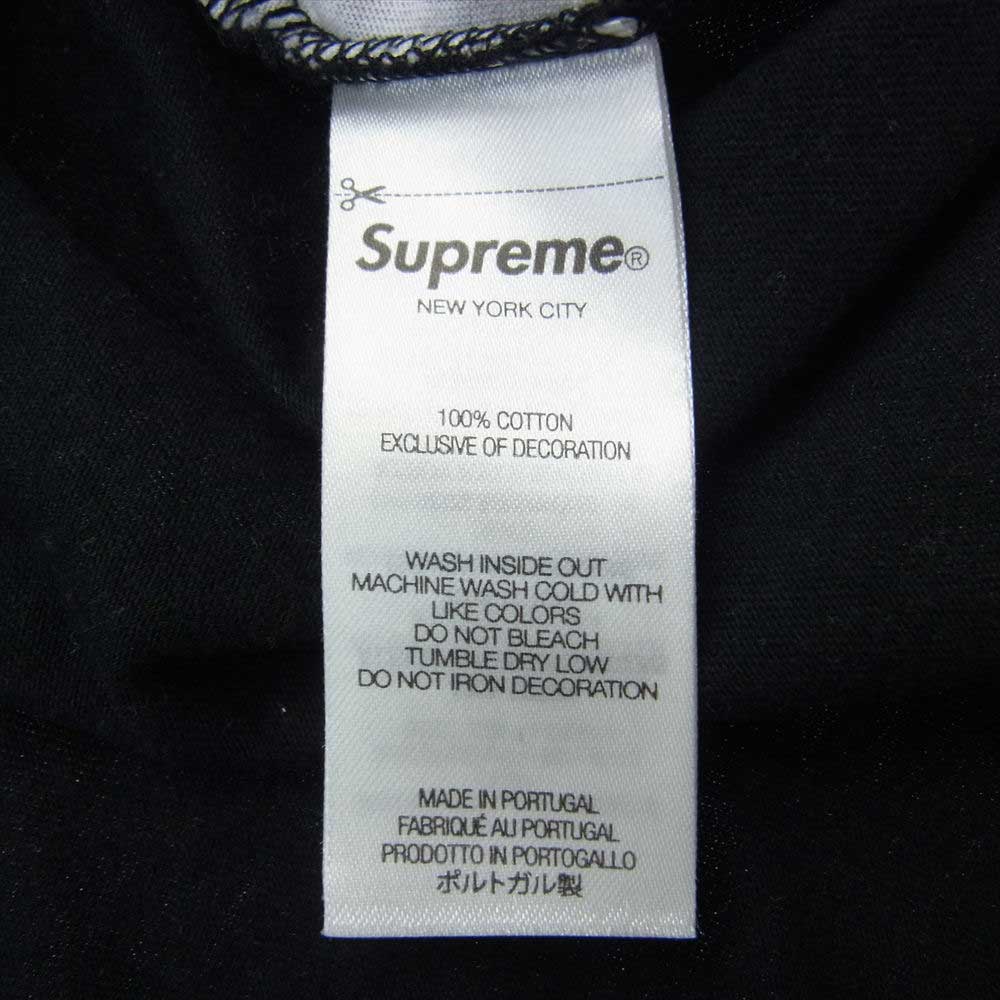 Supreme®
NEW YORK CITY
100% COTTON
EXCLUSIVE OF DECORATION
WASH INSIDE OUT
MACHINE WASH COLD WITH
LIKE COLORS
DO NOT BLEACH
TUMBLE DRY LOW
DO NOT IRON DECORATION
MADE IN PORTUGAL
FABRIQUÉ AU PORTUGAL
PRODOTTO IN PORTOGALLO
ポルトガル製